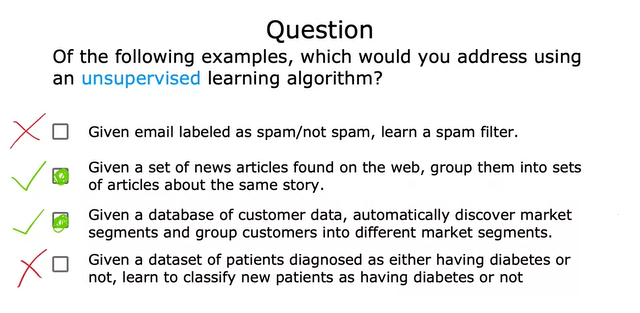 Question
Of the following examples, which would you address using
an unsupervised learning algorithm?
Given email labeled as spam/not spam, learn a spam filter.
Given a set of news articles found on the web, group them into sets
of articles about the same story.
Given a database of customer data, automatically discover market
segments and group customers into different market segments.
Given a dataset of patients diagnosed as either having diabetes or
not, learn to classify new patients as having diabetes or not